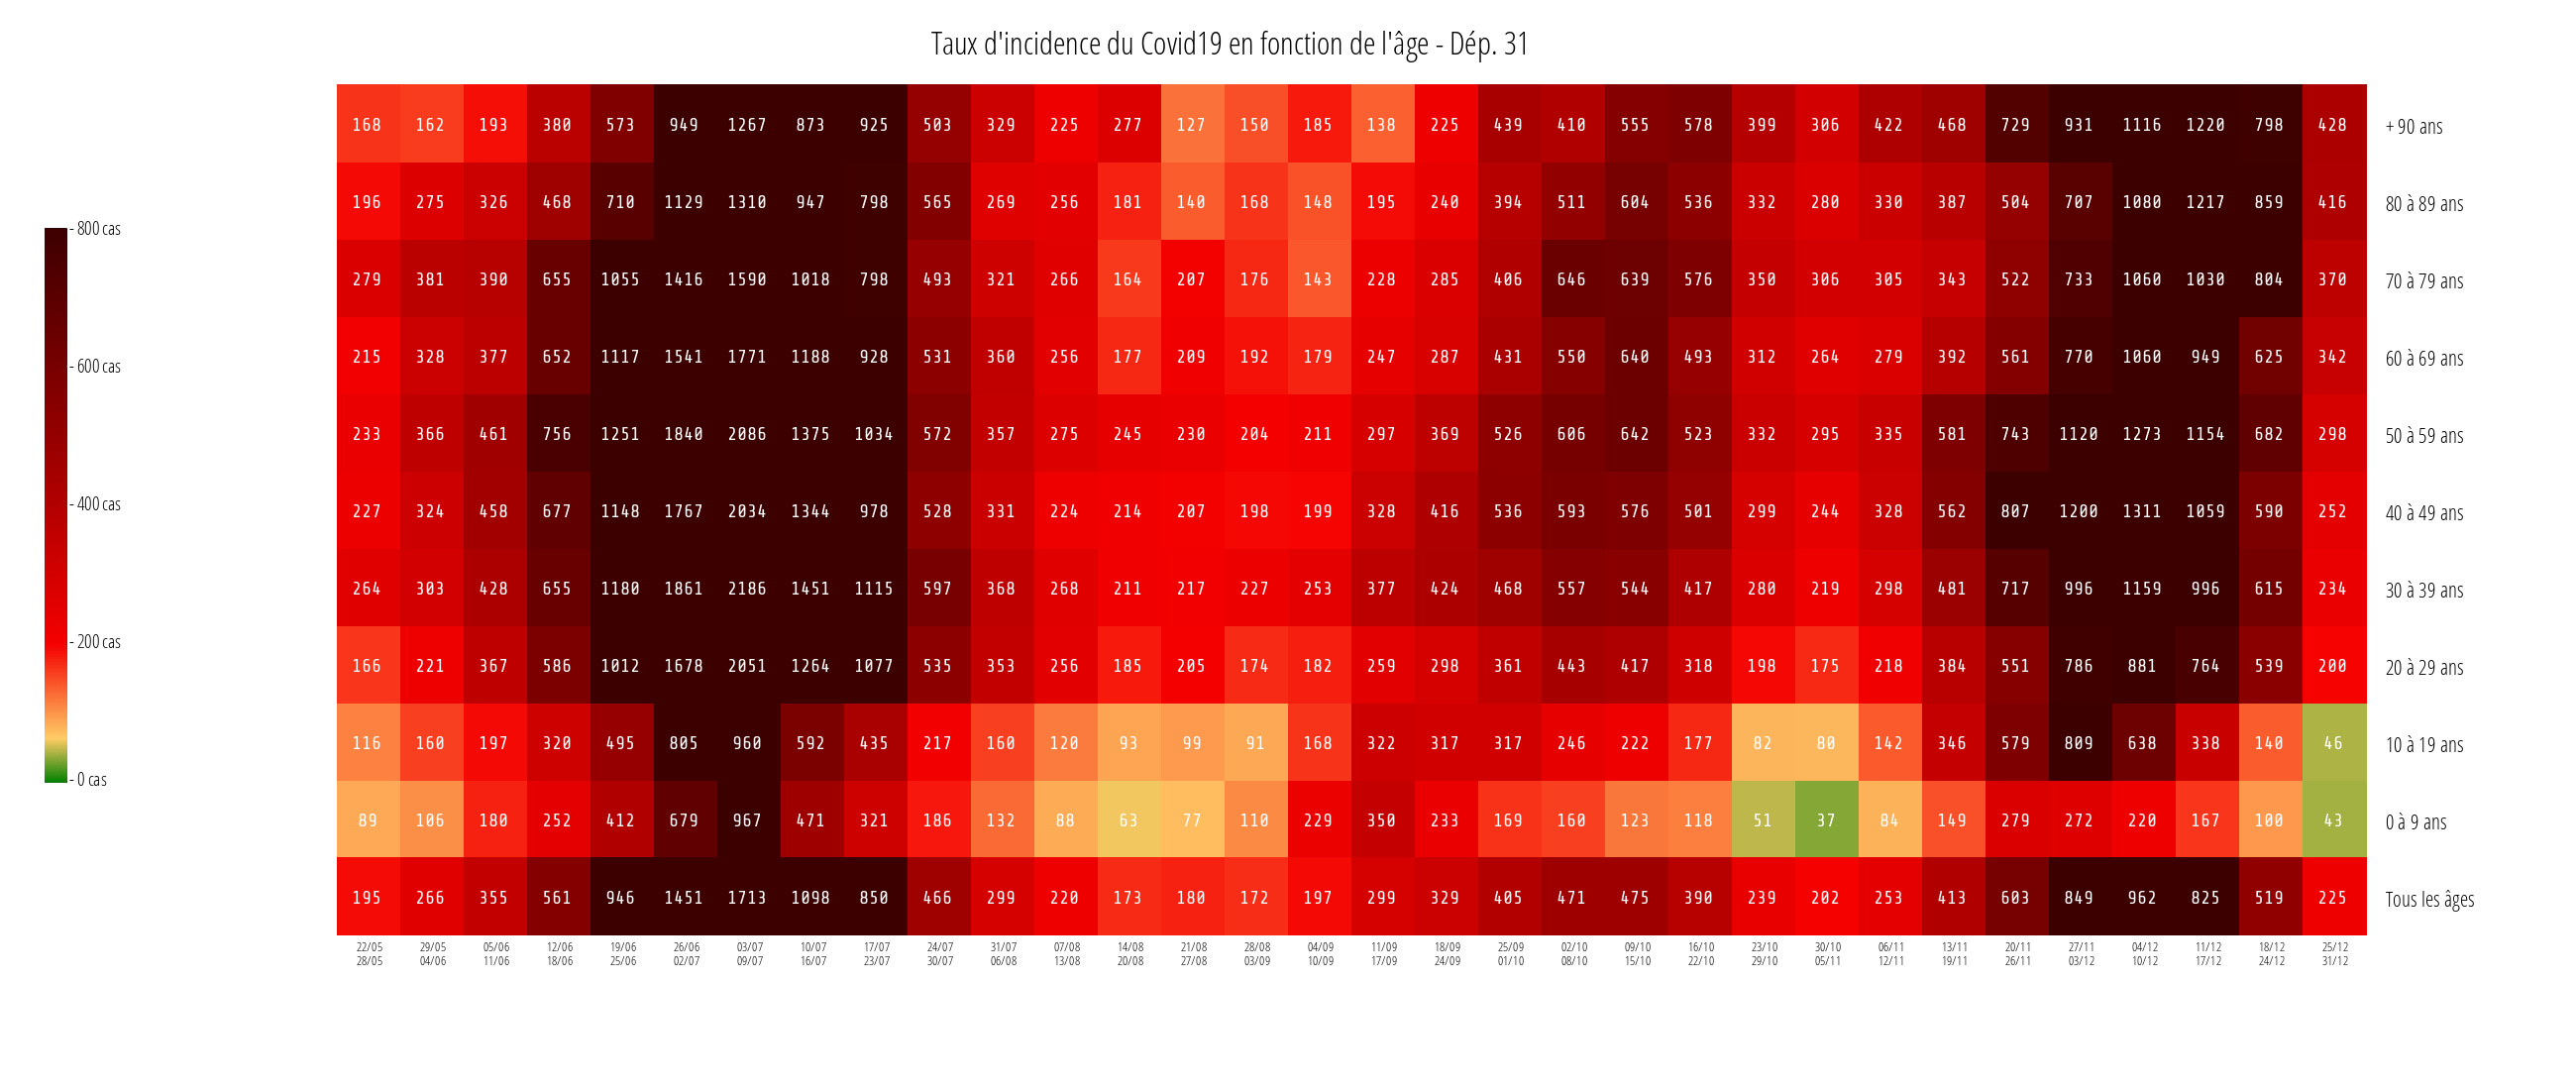 Taux d'incidence du Covid19 en fonction de l'âge - Dép. 31
- 800 cas
- 600 cas
- 400 cas
- 200 cas
- 0 cas
168 162 193 380 573 949 1267 873 925 503 329 225 277 127 150 185 138 225 439 410 555 578 399 306 422 468 729 931 1116 1220 798 428 + 90 ans
196 275 326 468 710 1129 1310 947 798 565 269 256 181 140 168 148 195 240 394 511 604 536 332 280 330 387 504 707 1080 1217 859 416 80 à 89 ans
279 381 390 655 1055 1416 1590 1018 798 493 321 266 164 207 176 143 228 285 406 646 639 576 350 306 305 343 522 733 1060 1030 804 370 70 à 79 ans
215 328 377 652 1117 1541 1771 1188 928 531 360 256 177 209 192 179 247 287 431 550 640 493 312 264 279 392 561 770 1060 949 625 342 60 à 69 ans
233 366 461 756 1251 1840 2086 1375 1034 572 357 275 245 230 204 211 297 369 526 606 642 523 332 295 335 581 743 1120 1273 1154 682 298 50 à 59 ans
227 324 458 677 1148 1767 2034 1344 978 528 331 224 214 207 198 199 328 416 536 593 576 501 299 244 328 562 807 1200 1311 1059 590 252 40 à 49 ans
264 303 428 655 1180 1861 2186 1451 1115 597 368 268 211 217 227 253 377 424 468 557 544 417 280 219 298 481 717 996 1159 996 615 234 30 à 39 ans
166 221 367 586 1012 1678 2051 1264 1077 535 353 256 185 205 174 182 259 298 361 443 417 318 198 175 218 384 551 786 881 764 539 200 20 à 29 ans
116 160 197 320 495 805 960 592 435 217 160 120 93 99 91 168 322 317 317 246 222 177 82 80 142 346 579 809 638 338 140 46 10 à 19 ans
89 106 180 252 412 679 967 471 321 186 132 88 63 77 110 229 350 233 169 160 123 118 51 37 84 149 279 272 220 167 100 43 0 à 9 ans
195 266 355 561 946 1451 1713 1098 850 466 299 220 173 180 172 197 299 329 405 471 475 390 239 202 253 413 603 849 962 825 519 225 Tous les âges
22/05 29/05 05/06 12/06 19/06 26/06 03/07 10/07 17/07 24/07 31/07 07/08 14/08 21/08 28/08 04/09 11/09 18/09 25/09 02/10 09/10 16/10 23/10 30/10 06/11 13/11 20/11 27/11 04/12 11/12 18/12 25/12
28/05 04/06 11/06 18/06 25/06 02/07 09/07 16/07 23/07 30/07 06/08 13/08 20/08 27/08 03/09 10/09 17/09 24/09 01/10 08/10 15/10 22/10 29/10 05/11 12/11 19/11 26/11 03/12 10/12 17/12 24/12 31/12